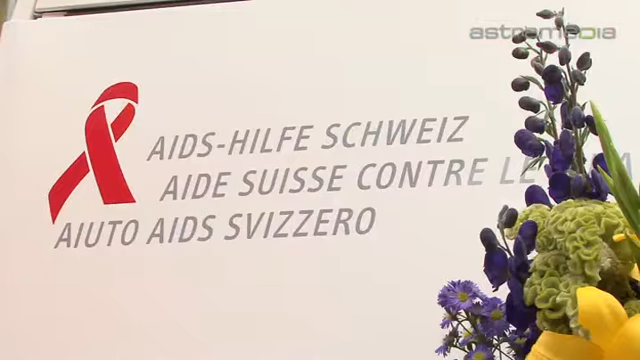 astramedia
AIDS-HILFE SCHWEIZ
AIDE SUISSE CONTRE LE
AIUTO AIDS SVIZZERO